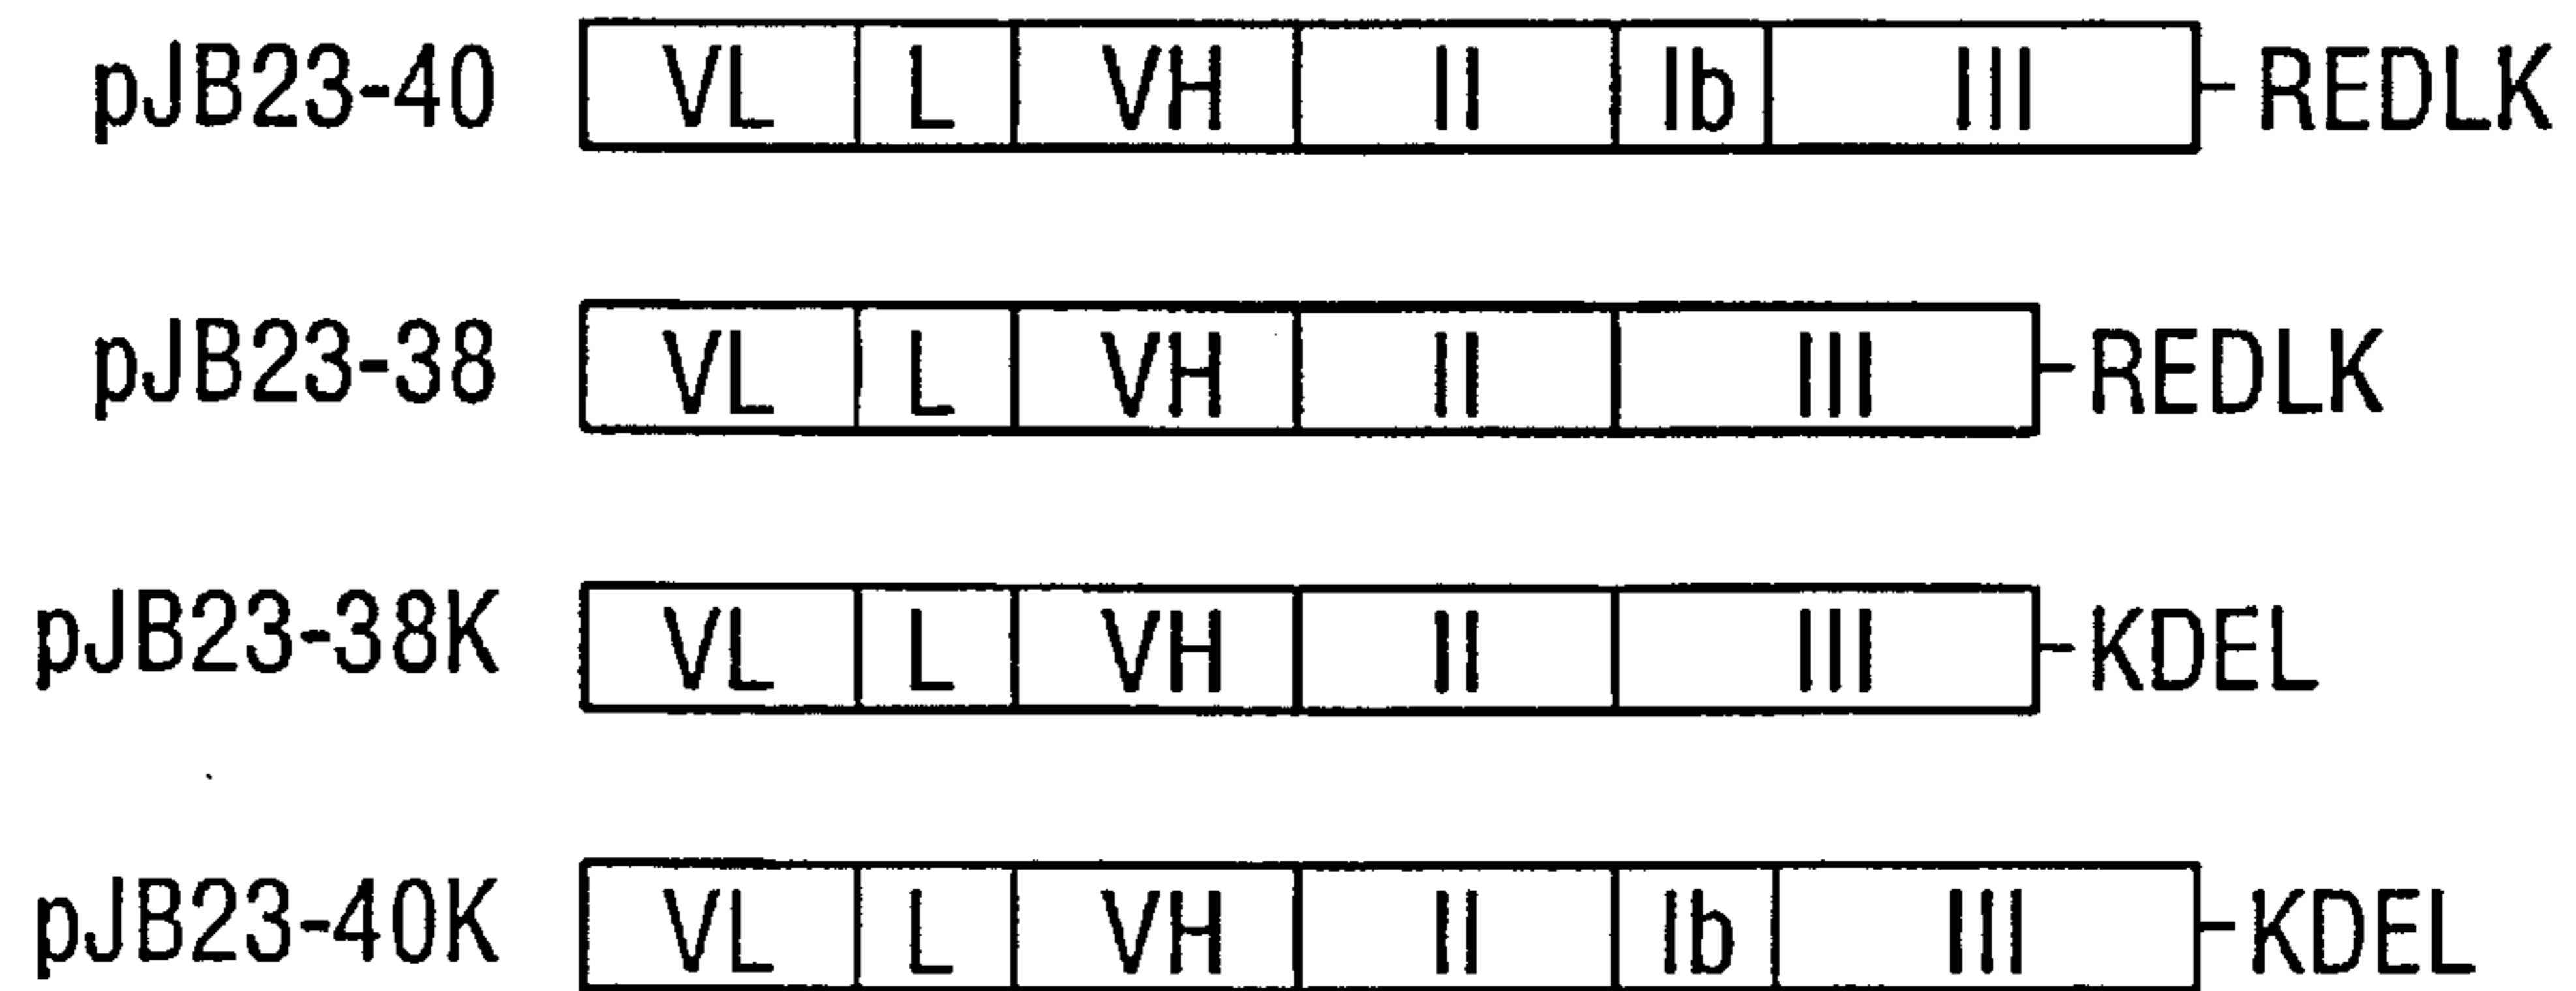 pJB23-40 VL L VH II Ib III REDLK
pJB23-38 VL L VH II III REDLK
pJB23-38K VL L VH II III KDEL
pJB23-40K VL L VH II Ib III KDEL